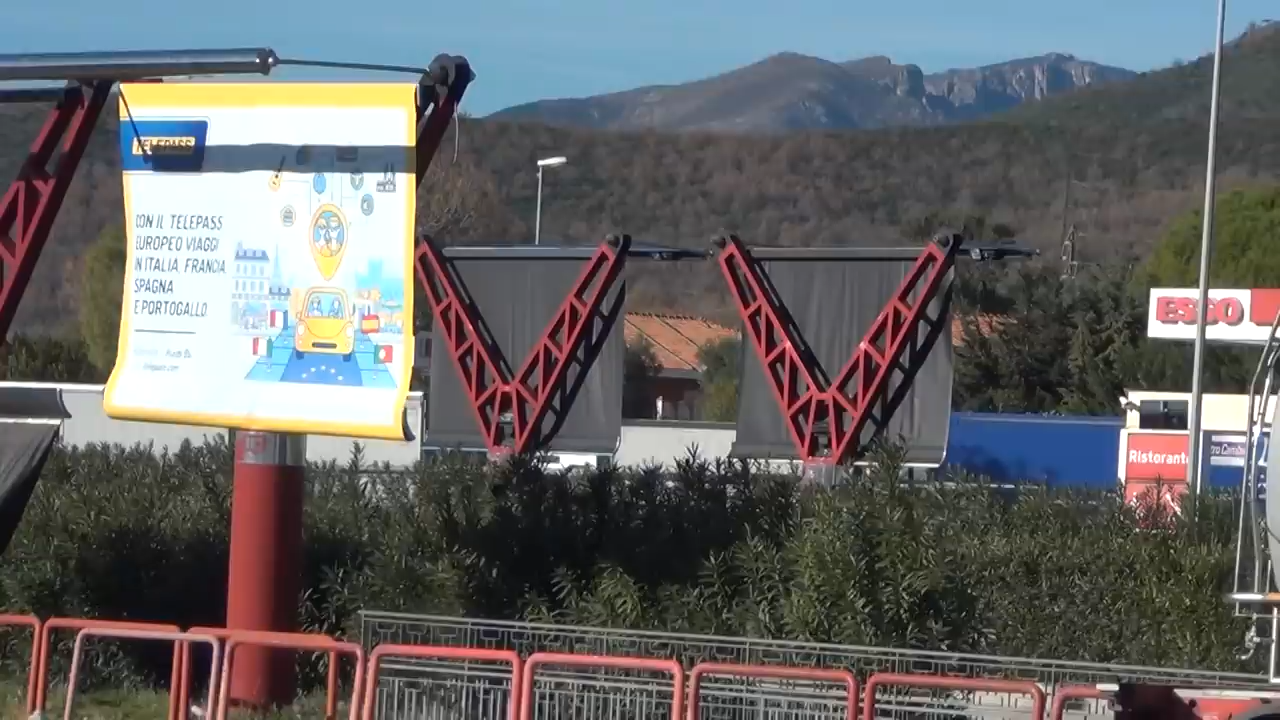 TELEPASS
CON IL TELEPASS
EUROPEO VIAGGI
IN ITALIA, FRANCIA,
SPAGNA
E PORTOGALLO.
ESSO
Ristorante